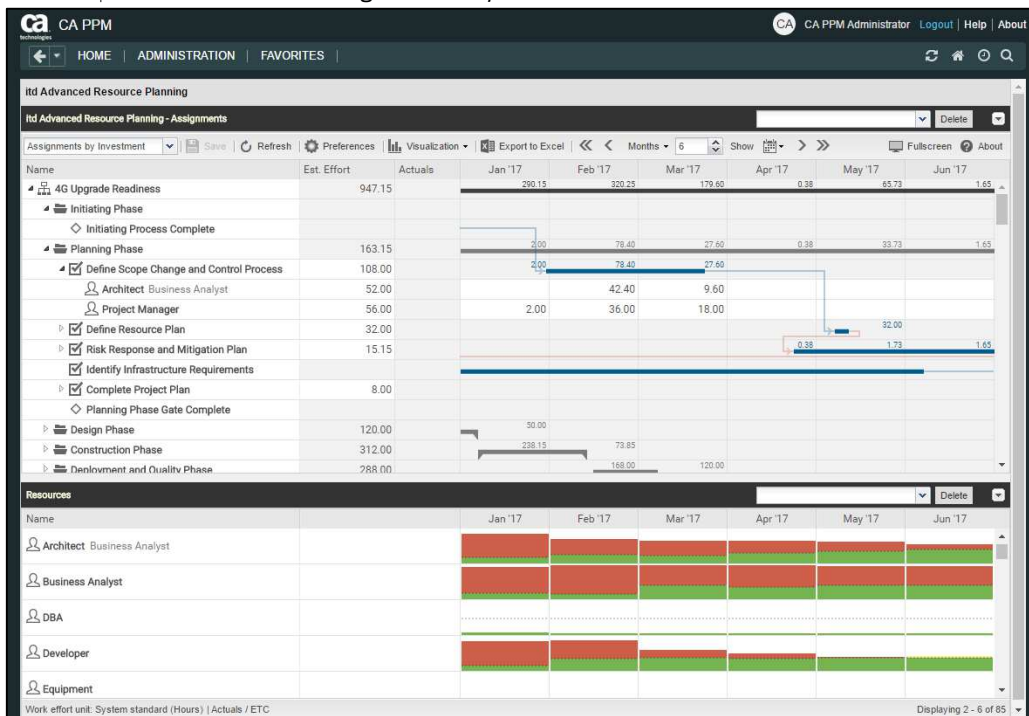 ca technologies CA PPM CA CA PPM Administrator Logout | Help | About
HOME | ADMINISTRATION | FAVORITES |
itd Advanced Resource Planning
itd Advanced Resource Planning - Assignments Delete
Assignments by Investment Save Refresh Preferences Visualization Export to Excel Months 6 Show Fullscreen About
Name Est. Effort Actuals Jan '17 Feb '17 Mar '17 Apr '17 May '17 Jun '17
4G Upgrade Readiness 947.15 290.15 320.25 179.60 0.38 65.73 1.65
Initiating Phase
Initiating Process Complete
Planning Phase 163.15 2.00 78.40 27.60 0.38 33.73 1.65
Define Scope Change and Control Process 108.00 2.00 78.40 27.60
Architect Business Analyst 52.00 42.40 9.60
Project Manager 56.00 2.00 36.00 18.00
Define Resource Plan 32.00 32.00
Risk Response and Mitigation Plan 15.15 0.38 1.73 1.65
Identify Infrastructure Requirements
Complete Project Plan 8.00
Planning Phase Gate Complete
Design Phase 120.00 50.00
Construction Phase 312.00 238.15 73.85
Deployment and Quality Phase 288.00 168.00 120.00
Resources Delete
Name Jan '17 Feb '17 Mar '17 Apr '17 May '17 Jun '17
Architect Business Analyst
Business Analyst
DBA
Developer
Equipment
Work effort unit: System standard (Hours) | Actuals / ETC Displaying 2 - 6 of 85